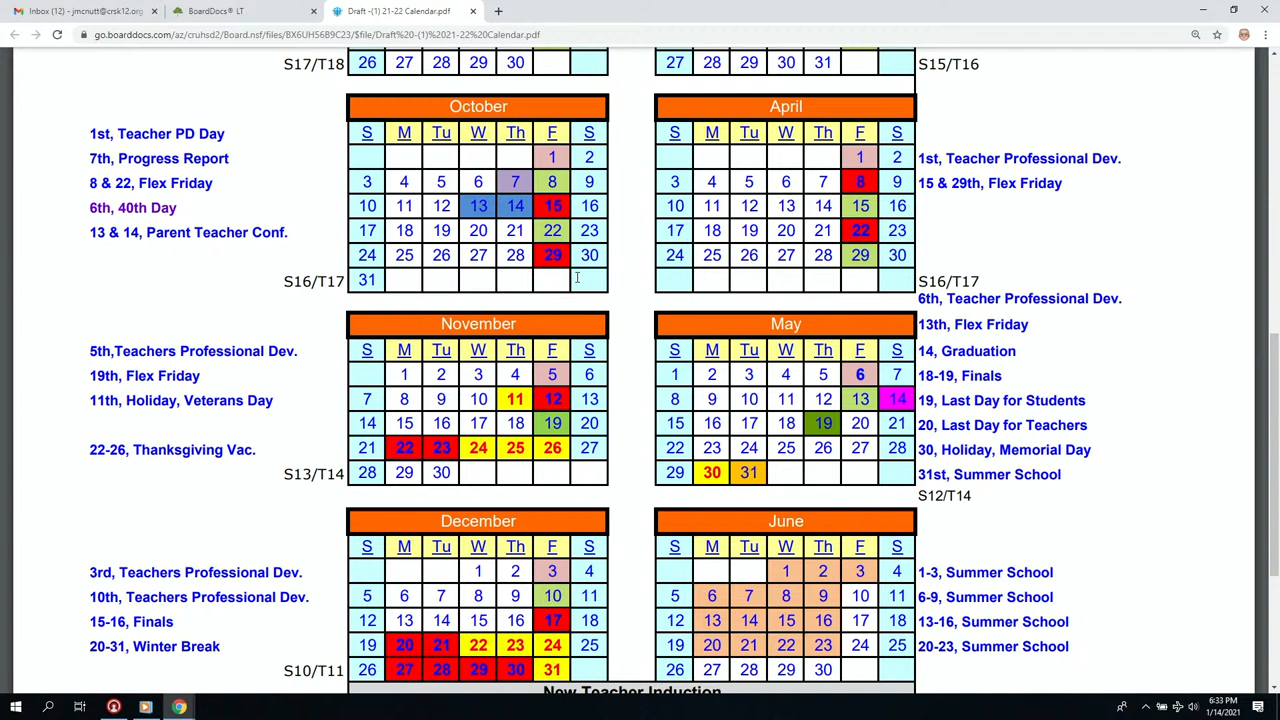 Inbox (12) - jmcnutt@crsk12.org
BoardDocs® LT
Draft -(1) 21-22 Calendar.pdf
go.boarddocs.com/az/cruhsd2/Board.nsf/files/BX6UH56B9C23/$file/Draft%20-(1)%2021-22%20Calendar.pdf
S17/T18 26 27 28 29 30
27 28 29 30 31 S15/T16
October
S M Tu W Th F S
1st, Teacher PD Day
7th, Progress Report 1 2
8 & 22, Flex Friday 3 4 5 6 7 8 9
6th, 40th Day 10 11 12 13 14 15 16
13 & 14, Parent Teacher Conf. 17 18 19 20 21 22 23
24 25 26 27 28 29 30
S16/T17 31
April
S M Tu W Th F S
1 2 1st, Teacher Professional Dev.
3 4 5 6 7 8 9 15 & 29th, Flex Friday
10 11 12 13 14 15 16
17 18 19 20 21 22 23
24 25 26 27 28 29 30
S16/T17
November
S M Tu W Th F S
5th,Teachers Professional Dev.
19th, Flex Friday 1 2 3 4 5 6
11th, Holiday, Veterans Day 7 8 9 10 11 12 13
14 15 16 17 18 19 20
22-26, Thanksgiving Vac. 21 22 23 24 25 26 27
S13/T14 28 29 30
6th, Teacher Professional Dev.
May 13th, Flex Friday
S M Tu W Th F S 14, Graduation
1 2 3 4 5 6 7 18-19, Finals
8 9 10 11 12 13 14 19, Last Day for Students
15 16 17 18 19 20 21 20, Last Day for Teachers
22 23 24 25 26 27 28 30, Holiday, Memorial Day
29 30 31 31st, Summer School
S12/T14
December
S M Tu W Th F S
3rd, Teachers Professional Dev. 1 2 3 4
10th, Teachers Professional Dev. 5 6 7 8 9 10 11
15-16, Finals 12 13 14 15 16 17 18
20-31, Winter Break 19 20 21 22 23 24 25
S10/T11 26 27 28 29 30 31
June
S M Tu W Th F S
1 2 3 4 1-3, Summer School
5 6 7 8 9 10 11 6-9, Summer School
12 13 14 15 16 17 18 13-16, Summer School
19 20 21 22 23 24 25 20-23, Summer School
26 27 28 29 30
New Teacher Induction
6:33 PM
1/14/2021